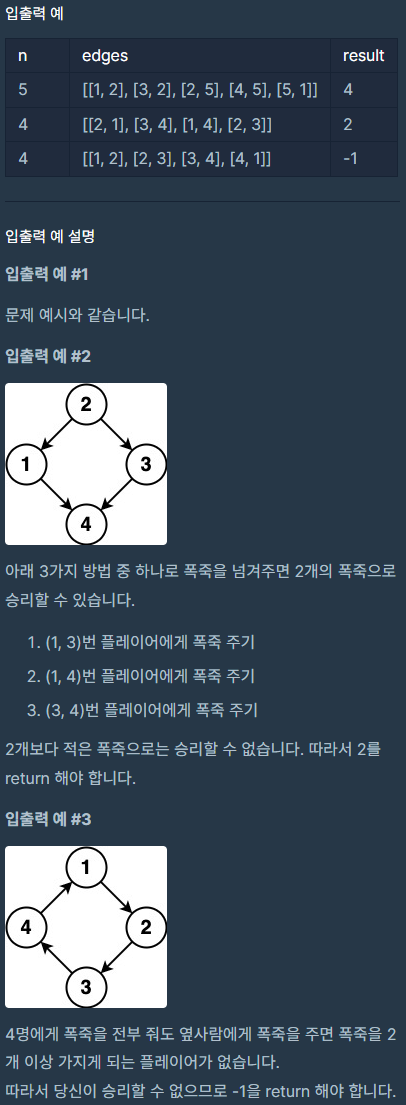 입출력 예
n edges result
5 [[1, 2], [3, 2], [2, 5], [4, 5], [5, 1]] 4
4 [[2, 1], [3, 4], [1, 4], [2, 3]] 2
4 [[1, 2], [2, 3], [3, 4], [4, 1]] -1
입출력 예 설명
입출력 예 #1
문제 예시와 같습니다.
입출력 예 #2
2
1 3
4
아래 3가지 방법 중 하나로 폭죽을 넘겨주면 2개의 폭죽으로
승리할 수 있습니다.
1. (1, 3)번 플레이어에게 폭죽 주기
2. (1, 4)번 플레이어에게 폭죽 주기
3. (3, 4)번 플레이어에게 폭죽 주기
2개보다 적은 폭죽으로는 승리할 수 없습니다. 따라서 2를
return 해야 합니다.
입출력 예 #3
1
4 2
3
4명에게 폭죽을 전부 줘도 옆사람에게 폭죽을 주면 폭죽을 2
개 이상 가지게 되는 플레이어가 없습니다.
따라서 당신이 승리할 수 없으므로 -1을 return 해야 합니다.